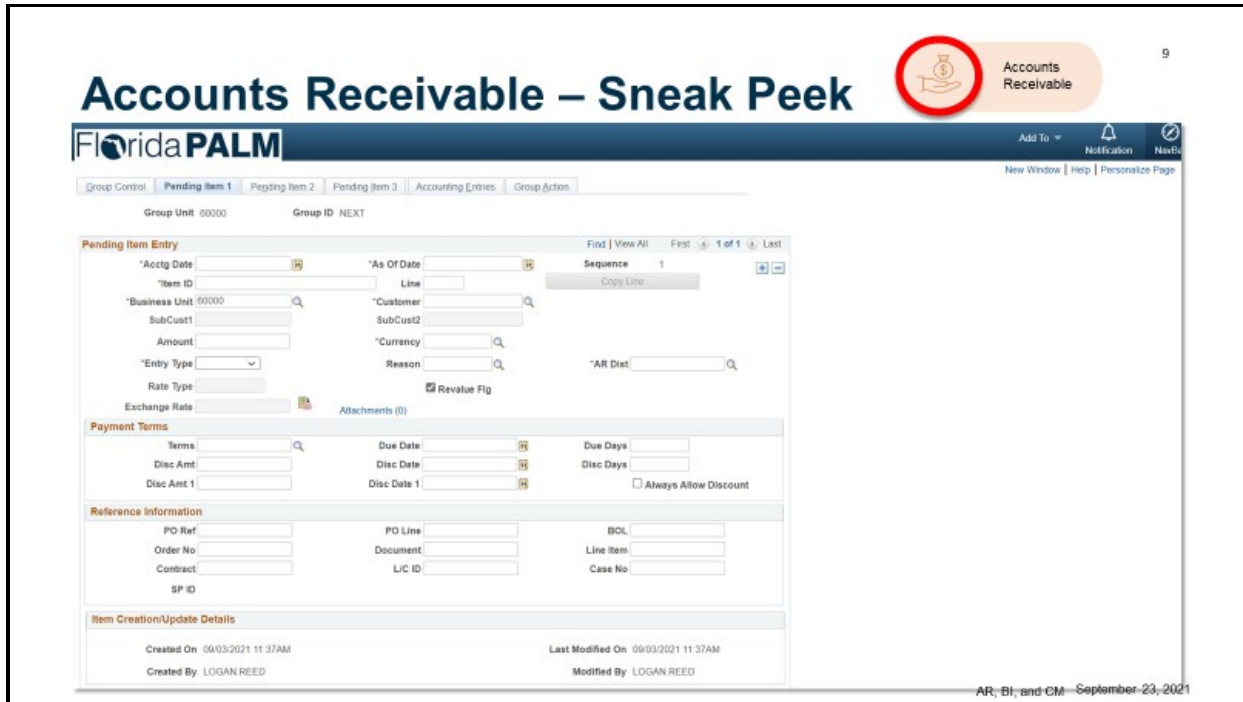 9
Accounts Receivable – Sneak Peek
Accounts
Receivable
Florida PALM
Add To
Notification
New Window | Help | Personalize Page
Group Control Pending Item 1 Pending Item 2 Pending Item 3 Accounting Entries Group Action
Group Unit 60000 Group ID NEXT
Pending Item Entry Find | View All First 1 of 1 Last
*Acctg Date *As Of Date Sequence 1
*Item ID Line Copy Line
*Business Unit 60000 *Customer
SubCust1 SubCust2
Amount *Currency
*Entry Type Reason *AR Dist
Rate Type Revalue Flg
Exchange Rate Attachments (0)
Payment Terms
Terms Due Date Due Days
Disc Amt Disc Date Disc Days
Disc Amt 1 Disc Date 1 Always Allow Discount
Reference Information
PO Ref PO Line BOL
Order No Document Line Item
Contract L/C ID Case No
SP ID
Item Creation/Update Details
Created On 09/03/2021 11:37AM Last Modified On 09/03/2021 11:37AM
Created By LOGAN.REED Modified By LOGAN.REED
AR, BI, and CM September 23, 2021